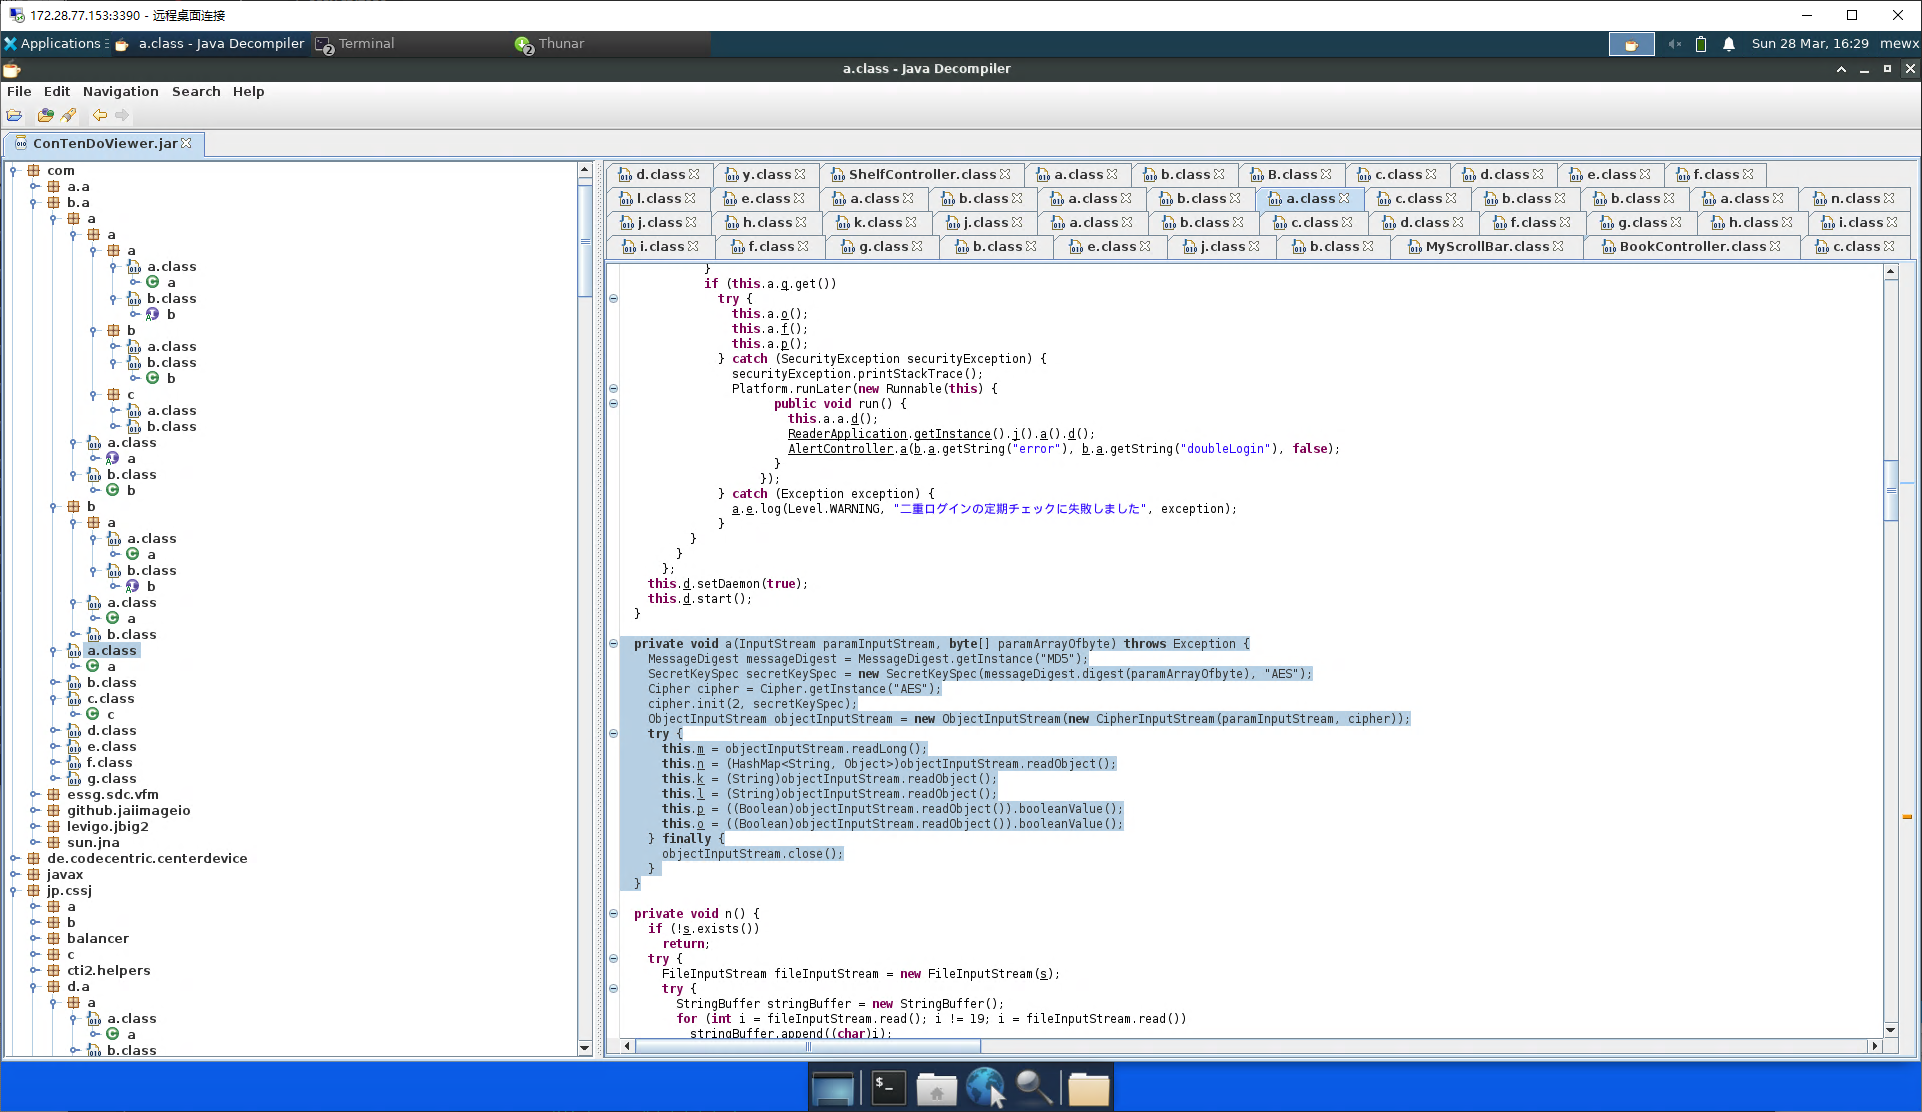 172.28.77.153:3390 - 远程桌面连接
Applications
a.class - Java Decompiler
2 Terminal
2 Thunar
Sun 28 Mar, 16:29 mewx
a.class - Java Decompiler
File Edit Navigation Search Help
ConTenDoViewer.jar
com
a.a
b.a
a
a
a
a.class
a
b.class
b
b
a.class
b.class
b
c
a.class
b.class
a.class
a
b.class
b
b
a
a.class
a
b.class
b
a.class
a
b.class
a.class
a
b.class
c.class
c
d.class
e.class
f.class
g.class
essg.sdc.vfm
github.jaiimageio
levigo.jbig2
sun.jna
de.codecentric.centerdevice
javax
jp.cssj
a
b
balancer
c
cti2.helpers
d.a
a
a.class
a
b.class
d.class y.class ShelfController.class a.class b.class B.class c.class d.class e.class f.class
l.class e.class a.class b.class a.class b.class a.class c.class b.class b.class a.class n.class
j.class h.class k.class j.class a.class b.class c.class d.class f.class g.class h.class i.class
i.class f.class g.class b.class e.class j.class b.class MyScrollBar.class BookController.class c.class
}
if (this.a.q.get())
try {
this.a.o();
this.a.f();
this.a.p();
} catch (SecurityException securityException) {
securityException.printStackTrace();
Platform.runLater(new Runnable(this) {
public void run() {
this.a.a.d();
ReaderApplication.getInstance().j().a().d();
AlertController.a(b.a.getString("error"), b.a.getString("doubleLogin"), false);
}
});
} catch (Exception exception) {
a.e.log(Level.WARNING, "二重ログインの定期チェックに失敗しました", exception);
}
}
}
};
this.d.setDaemon(true);
this.d.start();
}
private void a(InputStream paramInputStream, byte[] paramArrayOfbyte) throws Exception {
MessageDigest messageDigest = MessageDigest.getInstance("MD5");
SecretKeySpec secretKeySpec = new SecretKeySpec(messageDigest.digest(paramArrayOfbyte), "AES");
Cipher cipher = Cipher.getInstance("AES");
cipher.init(2, secretKeySpec);
ObjectInputStream objectInputStream = new ObjectInputStream(new CipherInputStream(paramInputStream, cipher));
try {
this.m = objectInputStream.readLong();
this.n = (HashMap<String, Object>)objectInputStream.readObject();
this.k = (String)objectInputStream.readObject();
this.l = (String)objectInputStream.readObject();
this.p = ((Boolean)objectInputStream.readObject()).booleanValue();
this.o = ((Boolean)objectInputStream.readObject()).booleanValue();
} finally {
objectInputStream.close();
}
}
private void n() {
if (!s.exists())
return;
try {
FileInputStream fileInputStream = new FileInputStream(s);
try {
StringBuffer stringBuffer = new StringBuffer();
for (int i = fileInputStream.read(); i != 19; i = fileInputStream.read())
stringBuffer.append((char)i);